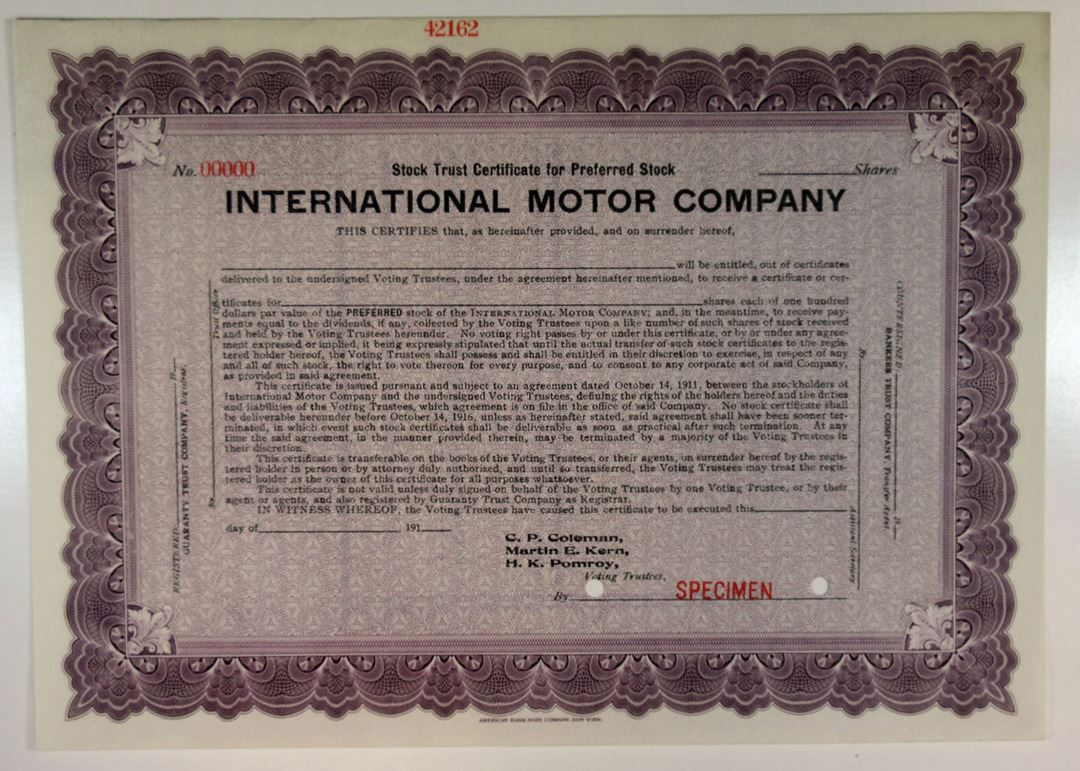 42162
No. 00000
Stock Trust Certificate for Preferred Stock
Shares
INTERNATIONAL MOTOR COMPANY
THIS CERTIFIES that, as hereinafter provided, and on surrender hereof,
will be entitled, out of certificates
delivered to the undersigned Voting Trustees, under the agreement hereinafter mentioned, to receive a certificate or cer-
tificates for shares each of one hundred
dollars par value of the PREFERRED stock of the INTERNATIONAL MOTOR COMPANY; and, in the meantime, to receive pay-
ments equal to the dividends, if any, collected by the Voting Trustees upon a like number of such shares of stock received
and held by the Voting Trustees hereunder. No voting right passes by or under this certificate, or by or under any agree-
ment expressed or implied, it being expressly stipulated that until the actual transfer of such stock certificates to the regis-
tered holder hereof, the Voting Trustees shall possess and shall be entitled in their discretion to exercise, in respect of any
and all of such stock, the right to vote thereon for every purpose, and to consent to any corporate act of said Company,
as provided in said agreement.
This certificate is issued pursuant and subject to an agreement dated October 14, 1911, between the stockholders of
International Motor Company and the undersigned Voting Trustees, defining the rights of the holders hereof and the duties
and liabilities of the Voting Trustees, which agreement is on file in the office of said Company. No stock certificate shall
be deliverable hereunder before October 14, 1916, unless as hereinafter stated, said agreement shall have been sooner ter-
minated, in which event such stock certificates shall be deliverable as soon as practical after such termination. At any
time the said agreement, in the manner provided therein, may be terminated by a majority of the Voting Trustees in
their discretion.
This certificate is transferable on the books of the Voting Trustees, or their agents, on surrender hereof by the regis-
tered holder in person or by attorney duly authorized, and until so transferred, the Voting Trustees may treat the regis-
tered holder as the owner of this certificate for all purposes whatsoever.
This certificate is not valid unless duly signed on behalf of the Voting Trustees by one Voting Trustee, or by their
agent or agents, and also registered by Guaranty Trust Company as Registrar.
IN WITNESS WHEREOF, the Voting Trustees have caused this certificate to be executed this
day of 191
C. P. Coleman,
Martin E. Kern,
H. K. Pomroy,
Voting Trustees,
By SPECIMEN
REGISTERED:
GUARANTY TRUST COMPANY, Registrar.
By
Trust Officer
COUNTERSIGNED
BANKERS TRUST COMPANY Transfer Agent.
By
Assistant Secretary
AMERICAN BANK NOTE COMPANY, NEW YORK.